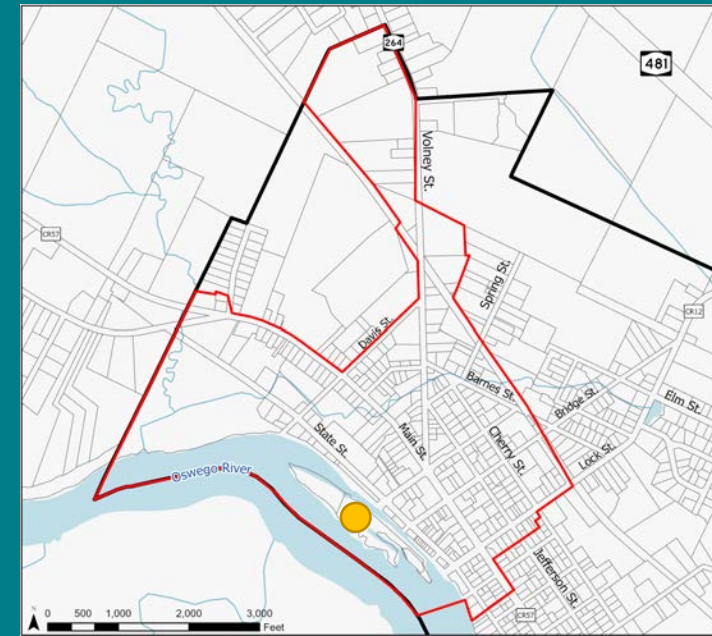 264
481
Volney St.
CR57
Spring St.
CR12
Davis St.
Barnes St.
Bridge St.
Elm St.
State St.
Main St.
Cherry St.
Lock St.
Oswego River
Jefferson St.
CR57
N
0 500 1,000 2,000 3,000
Feet